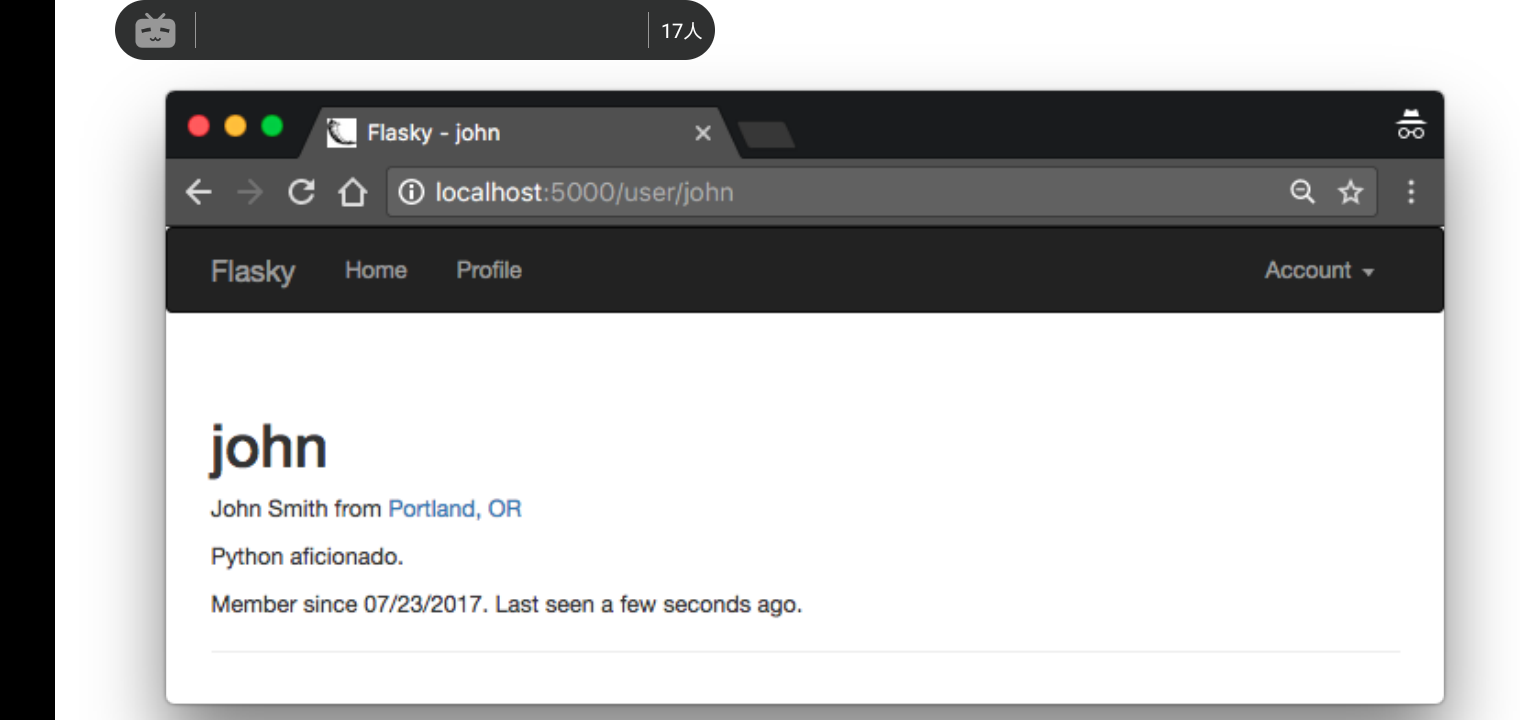 17人
Flasky - john
localhost:5000/user/john
Flasky Home Profile Account
john
John Smith from Portland, OR
Python aficionado.
Member since 07/23/2017. Last seen a few seconds ago.